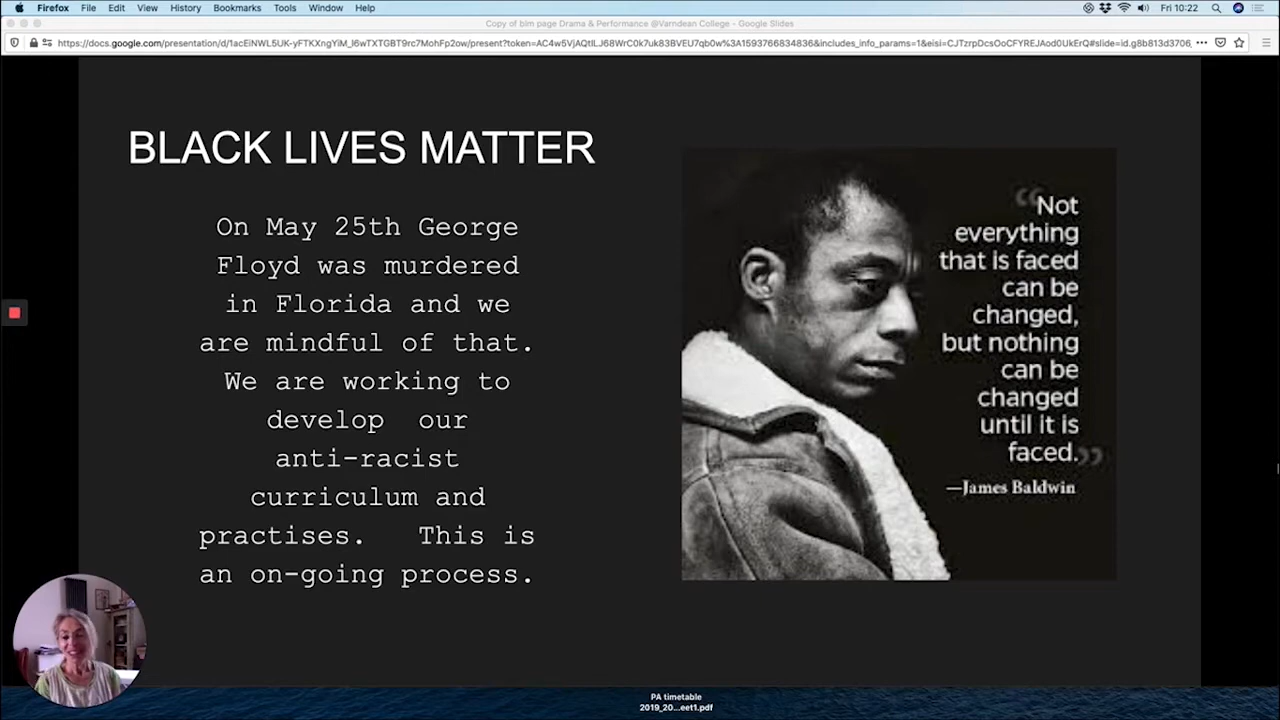 Firefox File Edit View History Bookmarks Tools Window Help Fri 10:22
Copy of blm page Drama & Performance @Varndean College - Google Slides
BLACK LIVES MATTER
On May 25th George
Floyd was murdered
in Florida and we
are mindful of that.
We are working to
develop our
anti-racist
curriculum and
practises. This is
an on-going process.
“Not
everything
that is faced
can be
changed,
but nothing
can be
changed
until it is
faced.”
—James Baldwin
PA timetable
2019_20...eet1.pdf